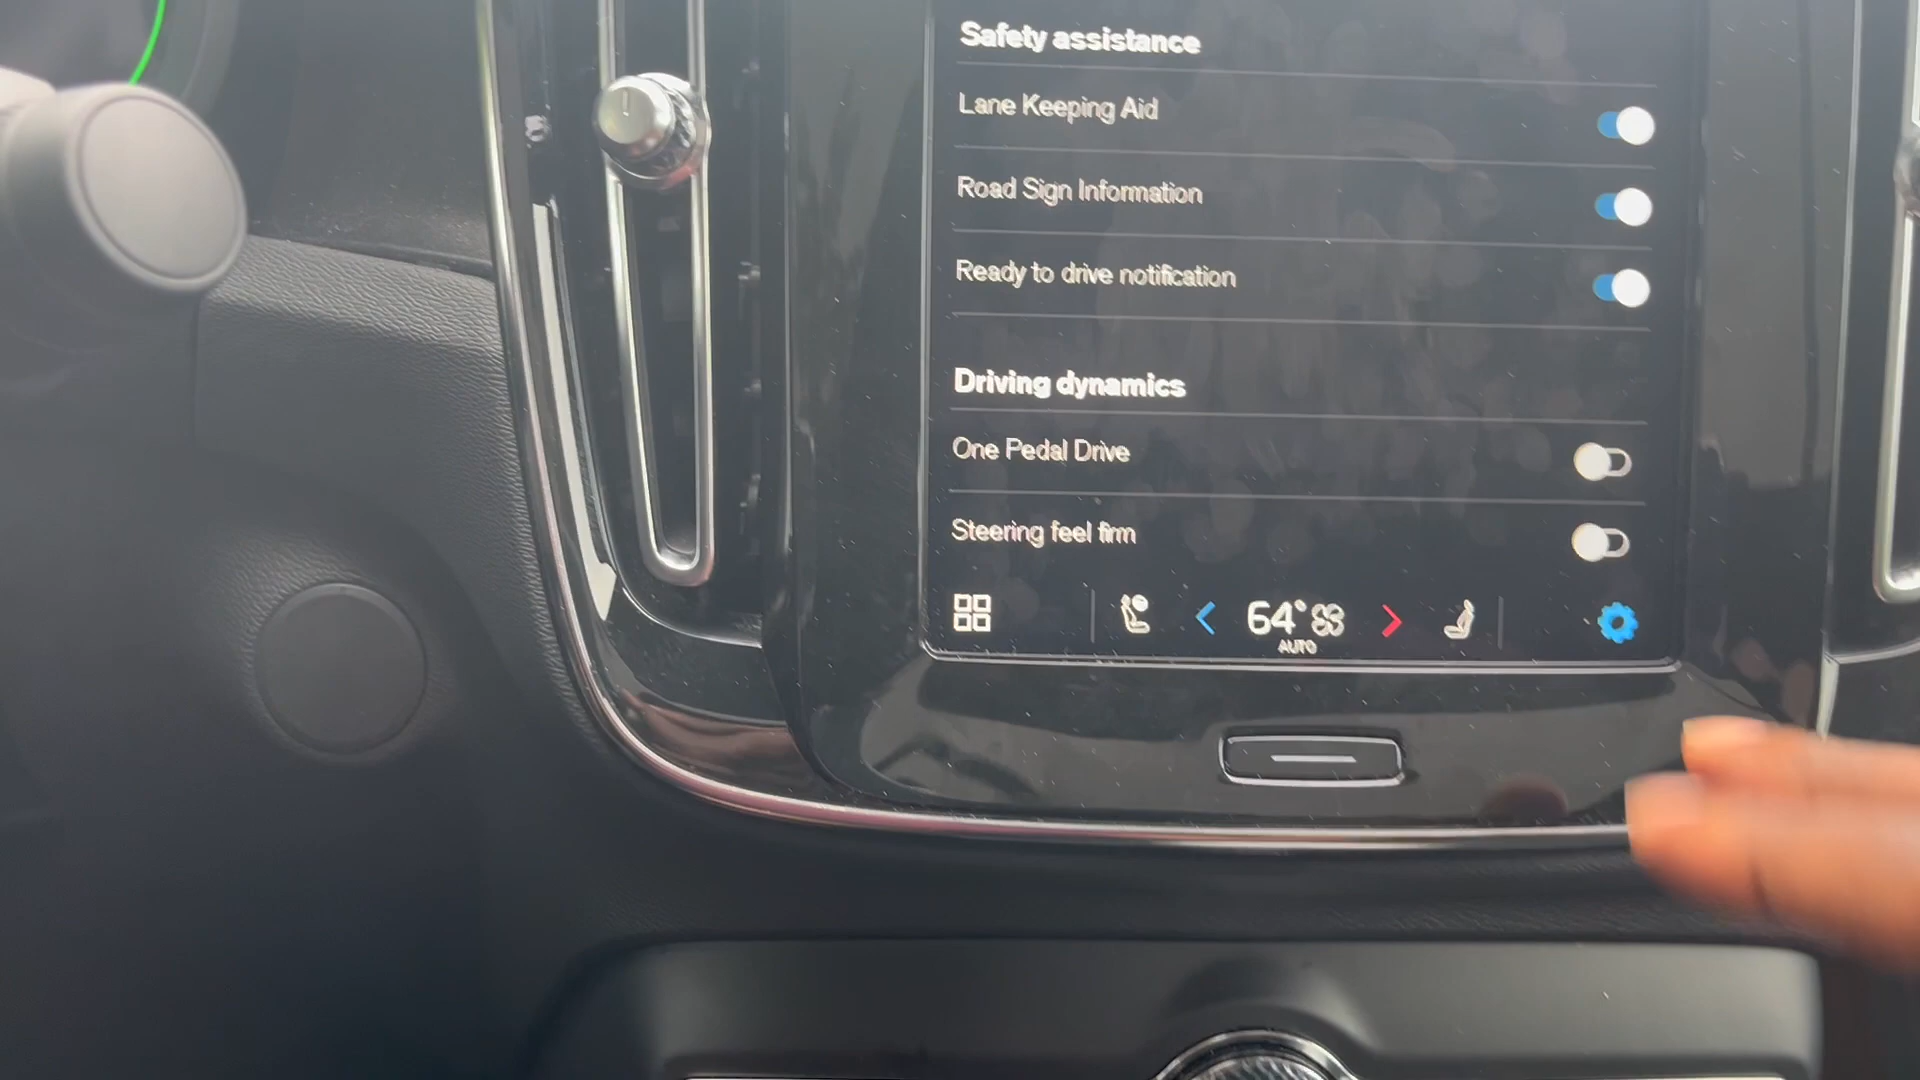 Safety assistance
Lane Keeping Aid
Road Sign Information
Ready to drive notification
Driving dynamics
One Pedal Drive
Steering feel firm
64°
AUTO